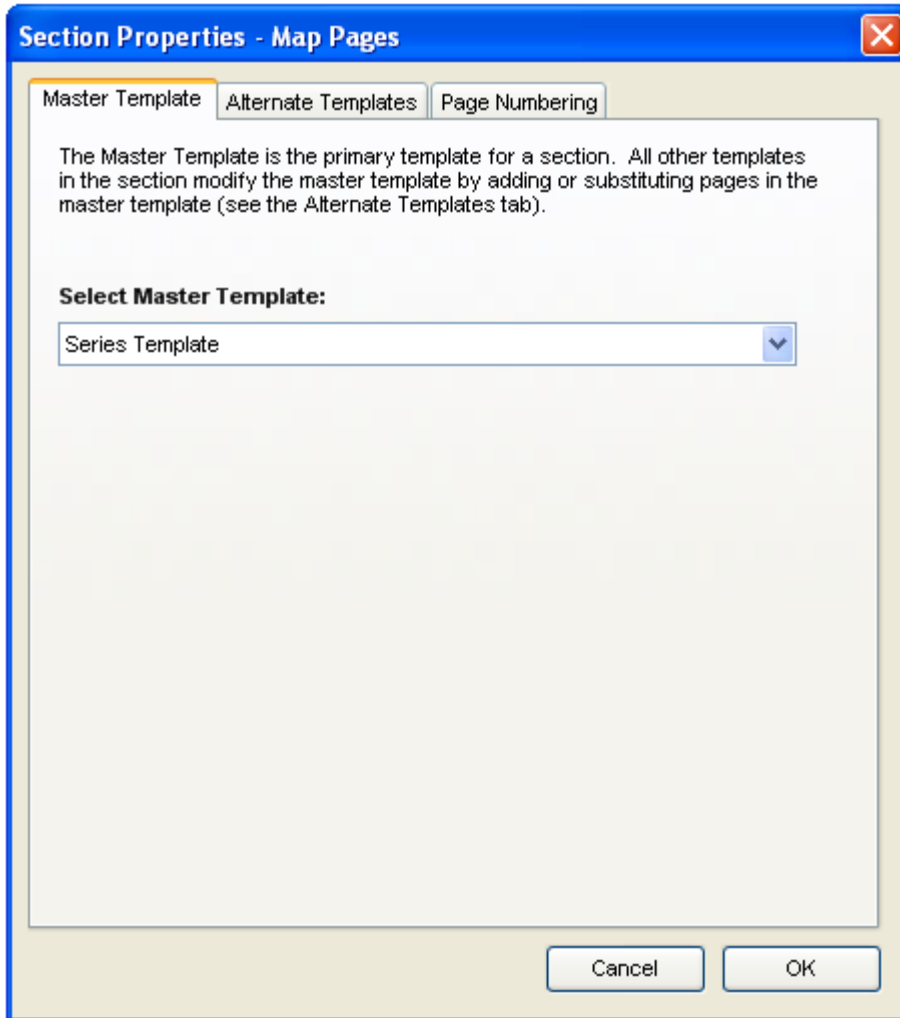 Section Properties - Map Pages
Master Template Alternate Templates Page Numbering
The Master Template is the primary template for a section. All other templates
in the section modify the master template by adding or substituting pages in the
master template (see the Alternate Templates tab).
Select Master Template:
Series Template
Cancel OK